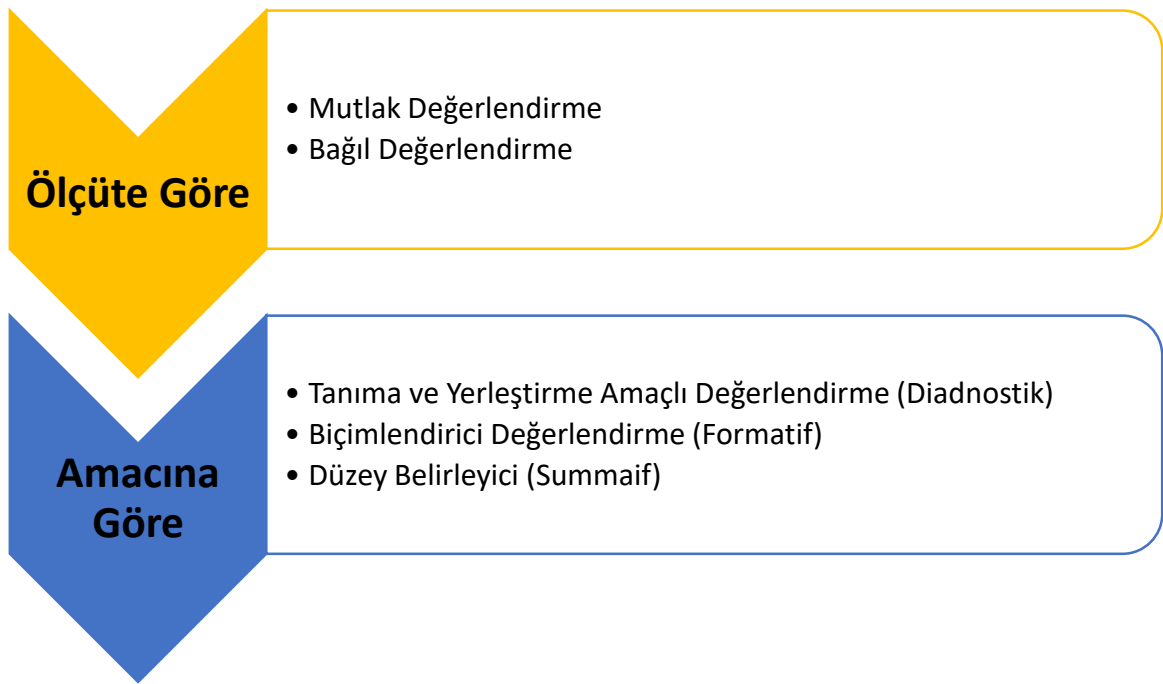 Ölçüte Göre
• Mutlak Değerlendirme
• Bağıl Değerlendirme
Amacına
Göre
• Tanıma ve Yerleştirme Amaçlı Değerlendirme (Diadnostik)
• Biçimlendirici Değerlendirme (Formatif)
• Düzey Belirleyici (Summaif)